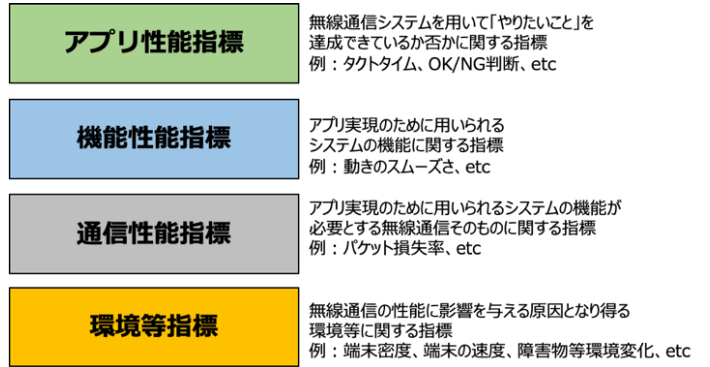 アプリ性能指標
無線通信システムを用いて「やりたいこと」を
達成できているか否かに関する指標
例：タクトタイム、OK/NG判断、etc
機能性能指標
アプリ実現のために用いられる
システムの機能に関する指標
例：動きのスムーズさ、etc
通信性能指標
アプリ実現のために用いられるシステムの機能が
必要とする無線通信そのものに関する指標
例：パケット損失率、etc
環境等指標
無線通信の性能に影響を与える原因となり得る
環境等に関する指標
例：端末密度、端末の速度、障害物等環境変化、etc